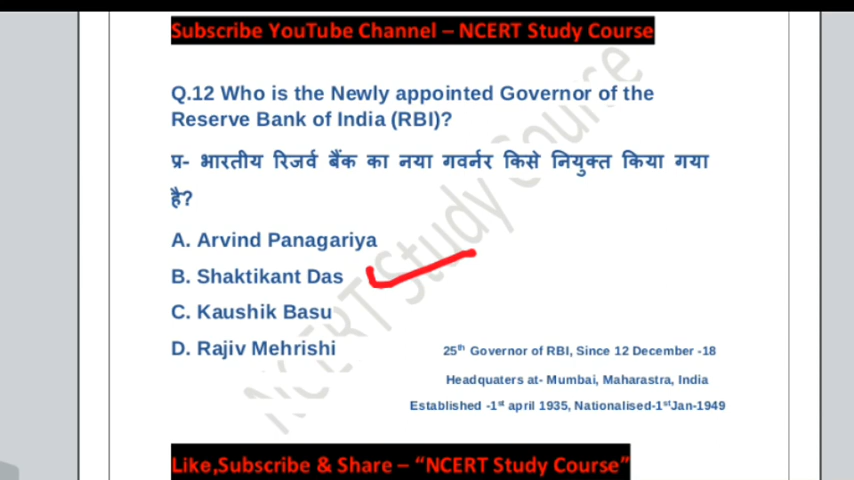 Subscribe YouTube Channel – NCERT Study Course
Q.12 Who is the Newly appointed Governor of the
Reserve Bank of India (RBI)?
प्र- भारतीय रिजर्व बैंक का नया गवर्नर किसे नियुक्त किया गया
है?
A. Arvind Panagariya
B. Shaktikant Das
C. Kaushik Basu
D. Rajiv Mehrishi
25th Governor of RBI, Since 12 December -18
Headquaters at- Mumbai, Maharastra, India
Established -1st april 1935, Nationalised-1stJan-1949
NCERT Study Course
Like,Subscribe & Share – “NCERT Study Course”